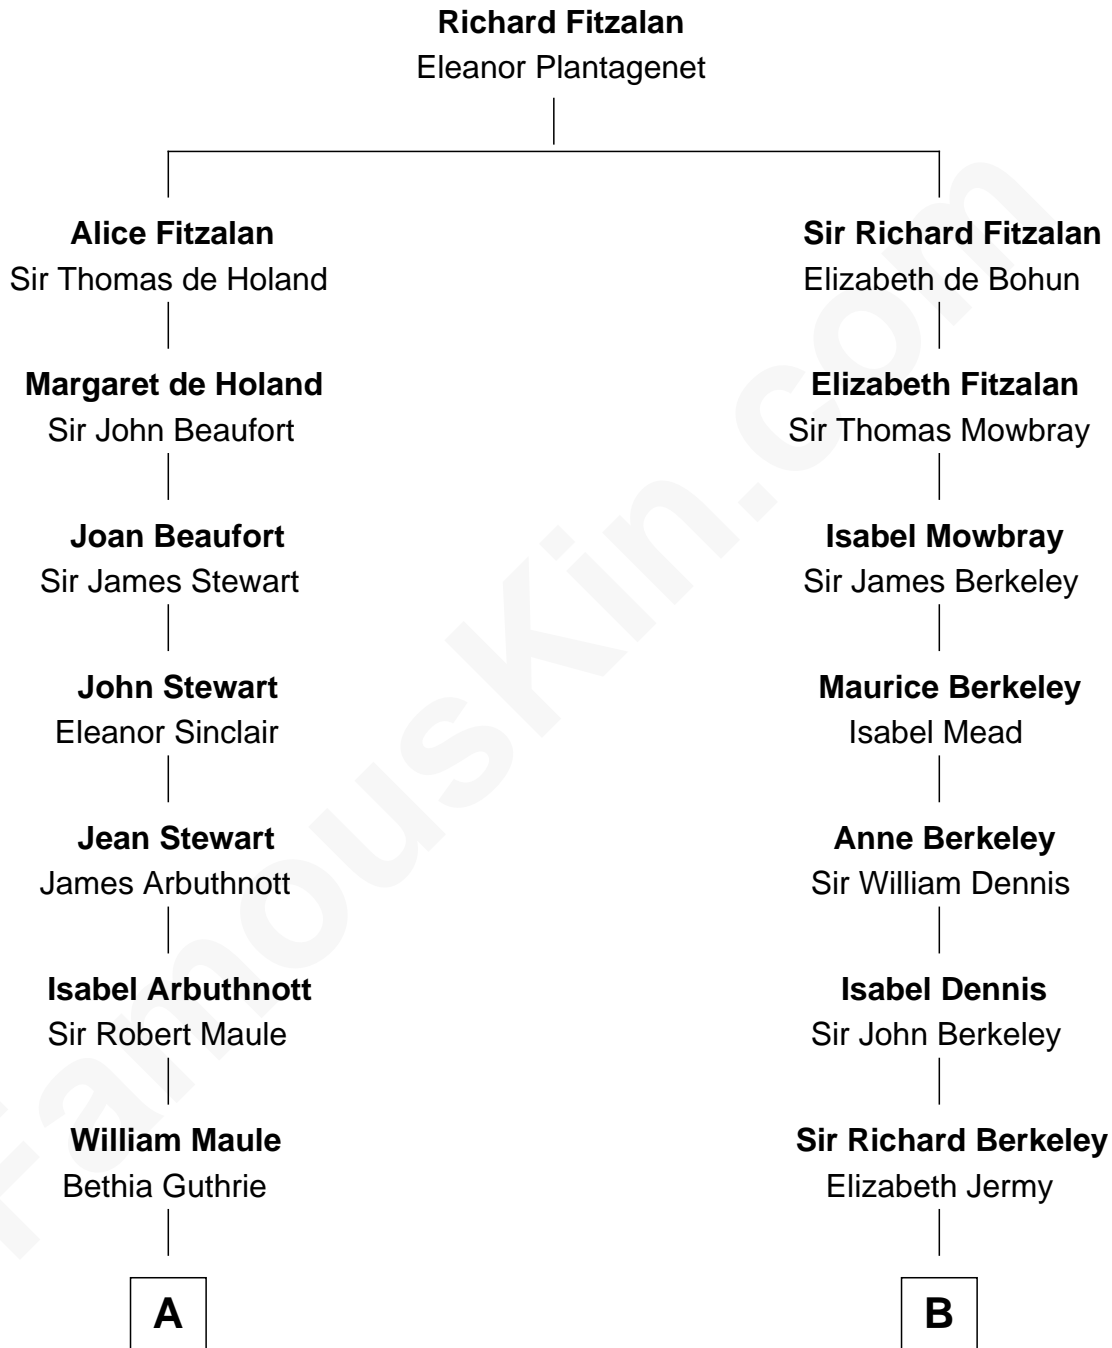 Richard Fitzalan
Eleanor Plantagenet
Alice Fitzalan
Sir Thomas de Holand
Sir Richard Fitzalan
Elizabeth de Bohun
Margaret de Holand
Sir John Beaufort
Elizabeth Fitzalan
Sir Thomas Mowbray
Joan Beaufort
Sir James Stewart
Isabel Mowbray
Sir James Berkeley
John Stewart
Eleanor Sinclair
Maurice Berkeley
Isabel Mead
Jean Stewart
James Arbuthnott
Anne Berkeley
Sir William Dennis
Isabel Arbuthnott
Sir Robert Maule
Isabel Dennis
Sir John Berkeley
William Maule
Bethia Guthrie
Sir Richard Berkeley
Elizabeth Jermy
A
B
FamousKin.com